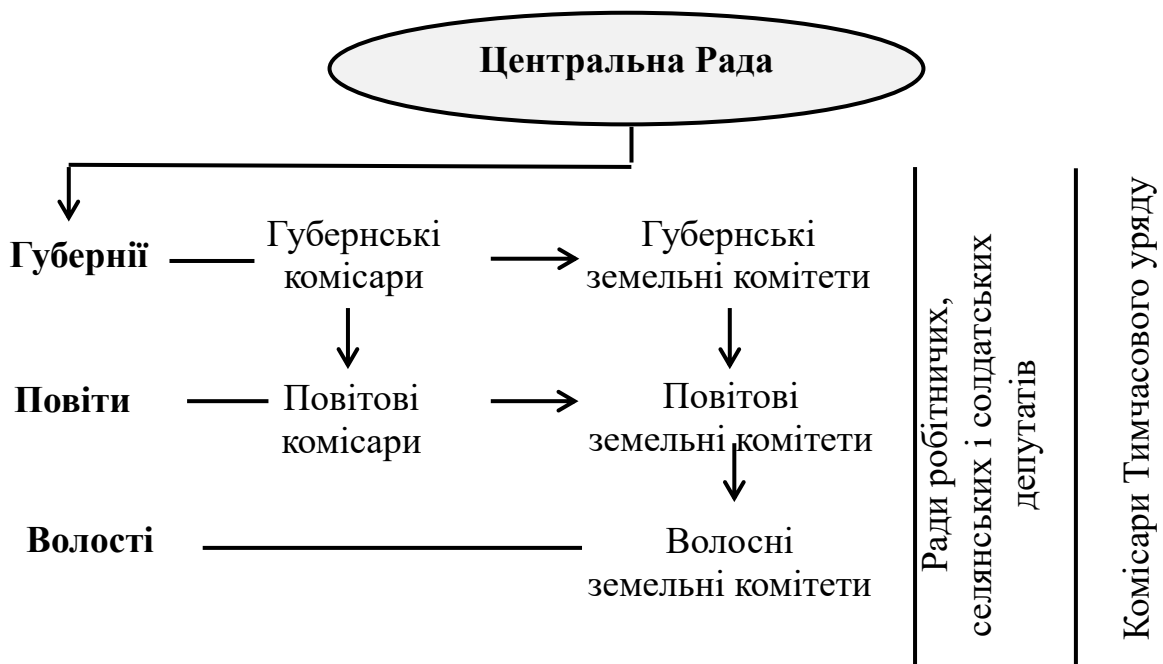 Центральна Рада
Губернії
Губернські
комісари
Губернські
земельні комітети
Повіти
Повітові
комісари
Повітові
земельні комітети
Волості
Волосні
земельні комітети
Ради робітничих,
селянських і солдатських
депутатів
Комісари Тимчасового уряду